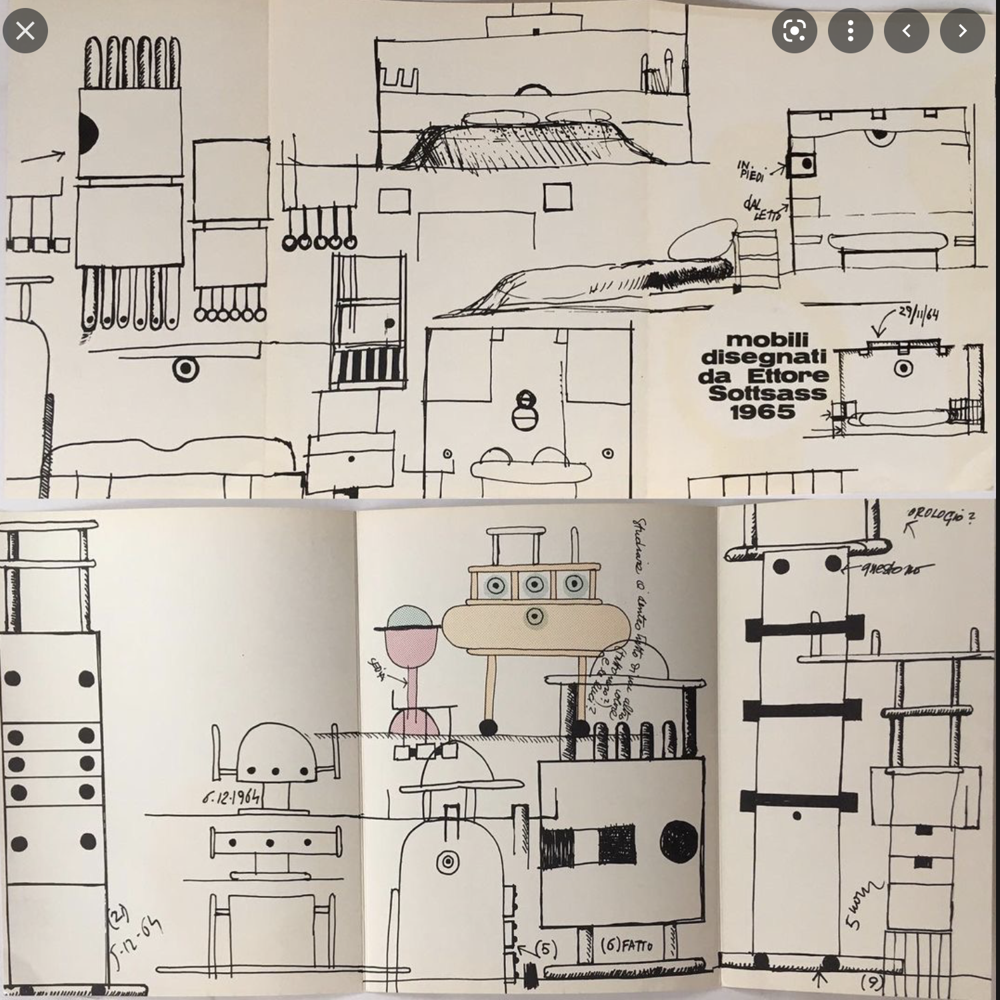 IN
PIEDI
dAL
LETTO
29/11/64
mobili
disegnati
da Ettore
Sottsass
1965
OROLOGIO?
questo no
Studiare
SEDIA
6.12.1964
(2)
5.12-64
(5)
(6) FATTO
(9)